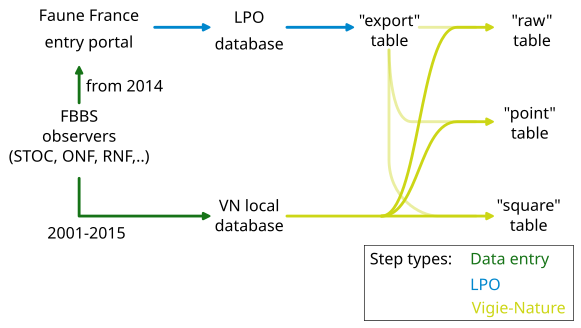 Faune France
entry portal
LPO
database
"export"
table
"raw"
table
from 2014
FBBS
observers
(STOC, ONF, RNF,..)
"point"
table
VN local
database
"square"
table
2001-2015
Step types:
Data entry
LPO
Vigie-Nature